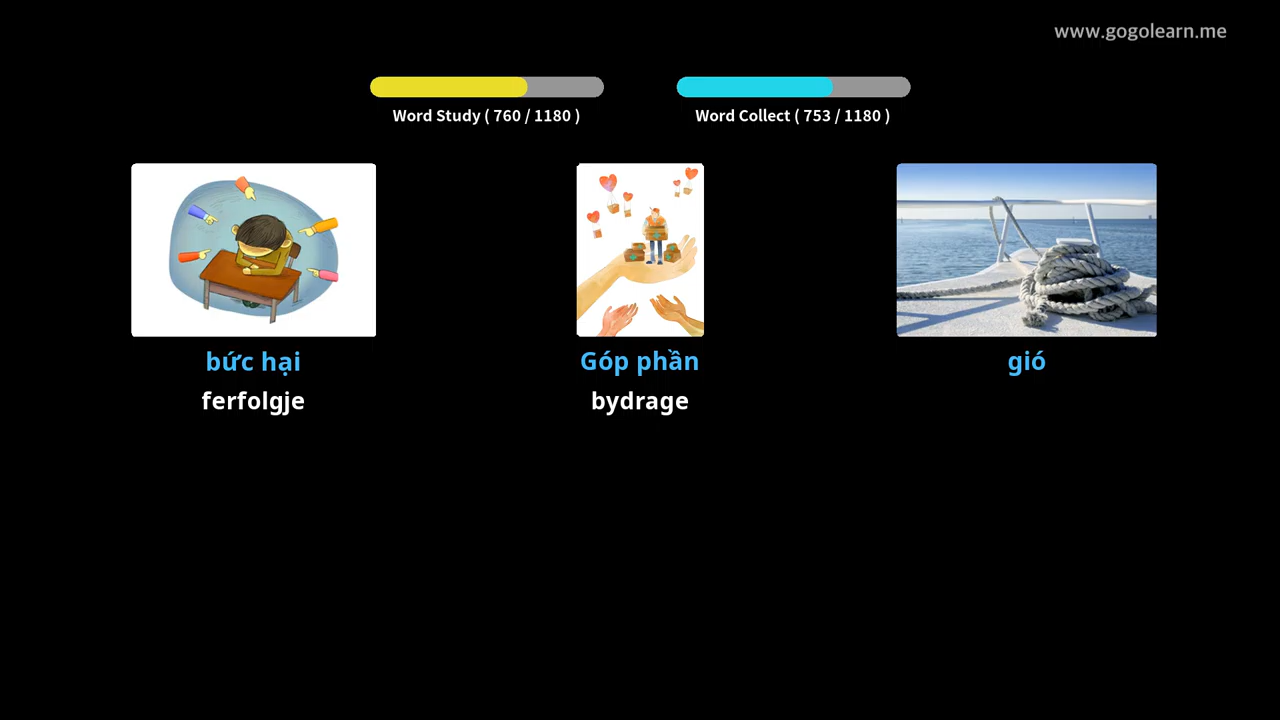 www.gogolearn.me
Word Study ( 760 / 1180 )
Word Collect ( 753 / 1180 )
bức hại
ferfolgje
Góp phần
bydrage
gió